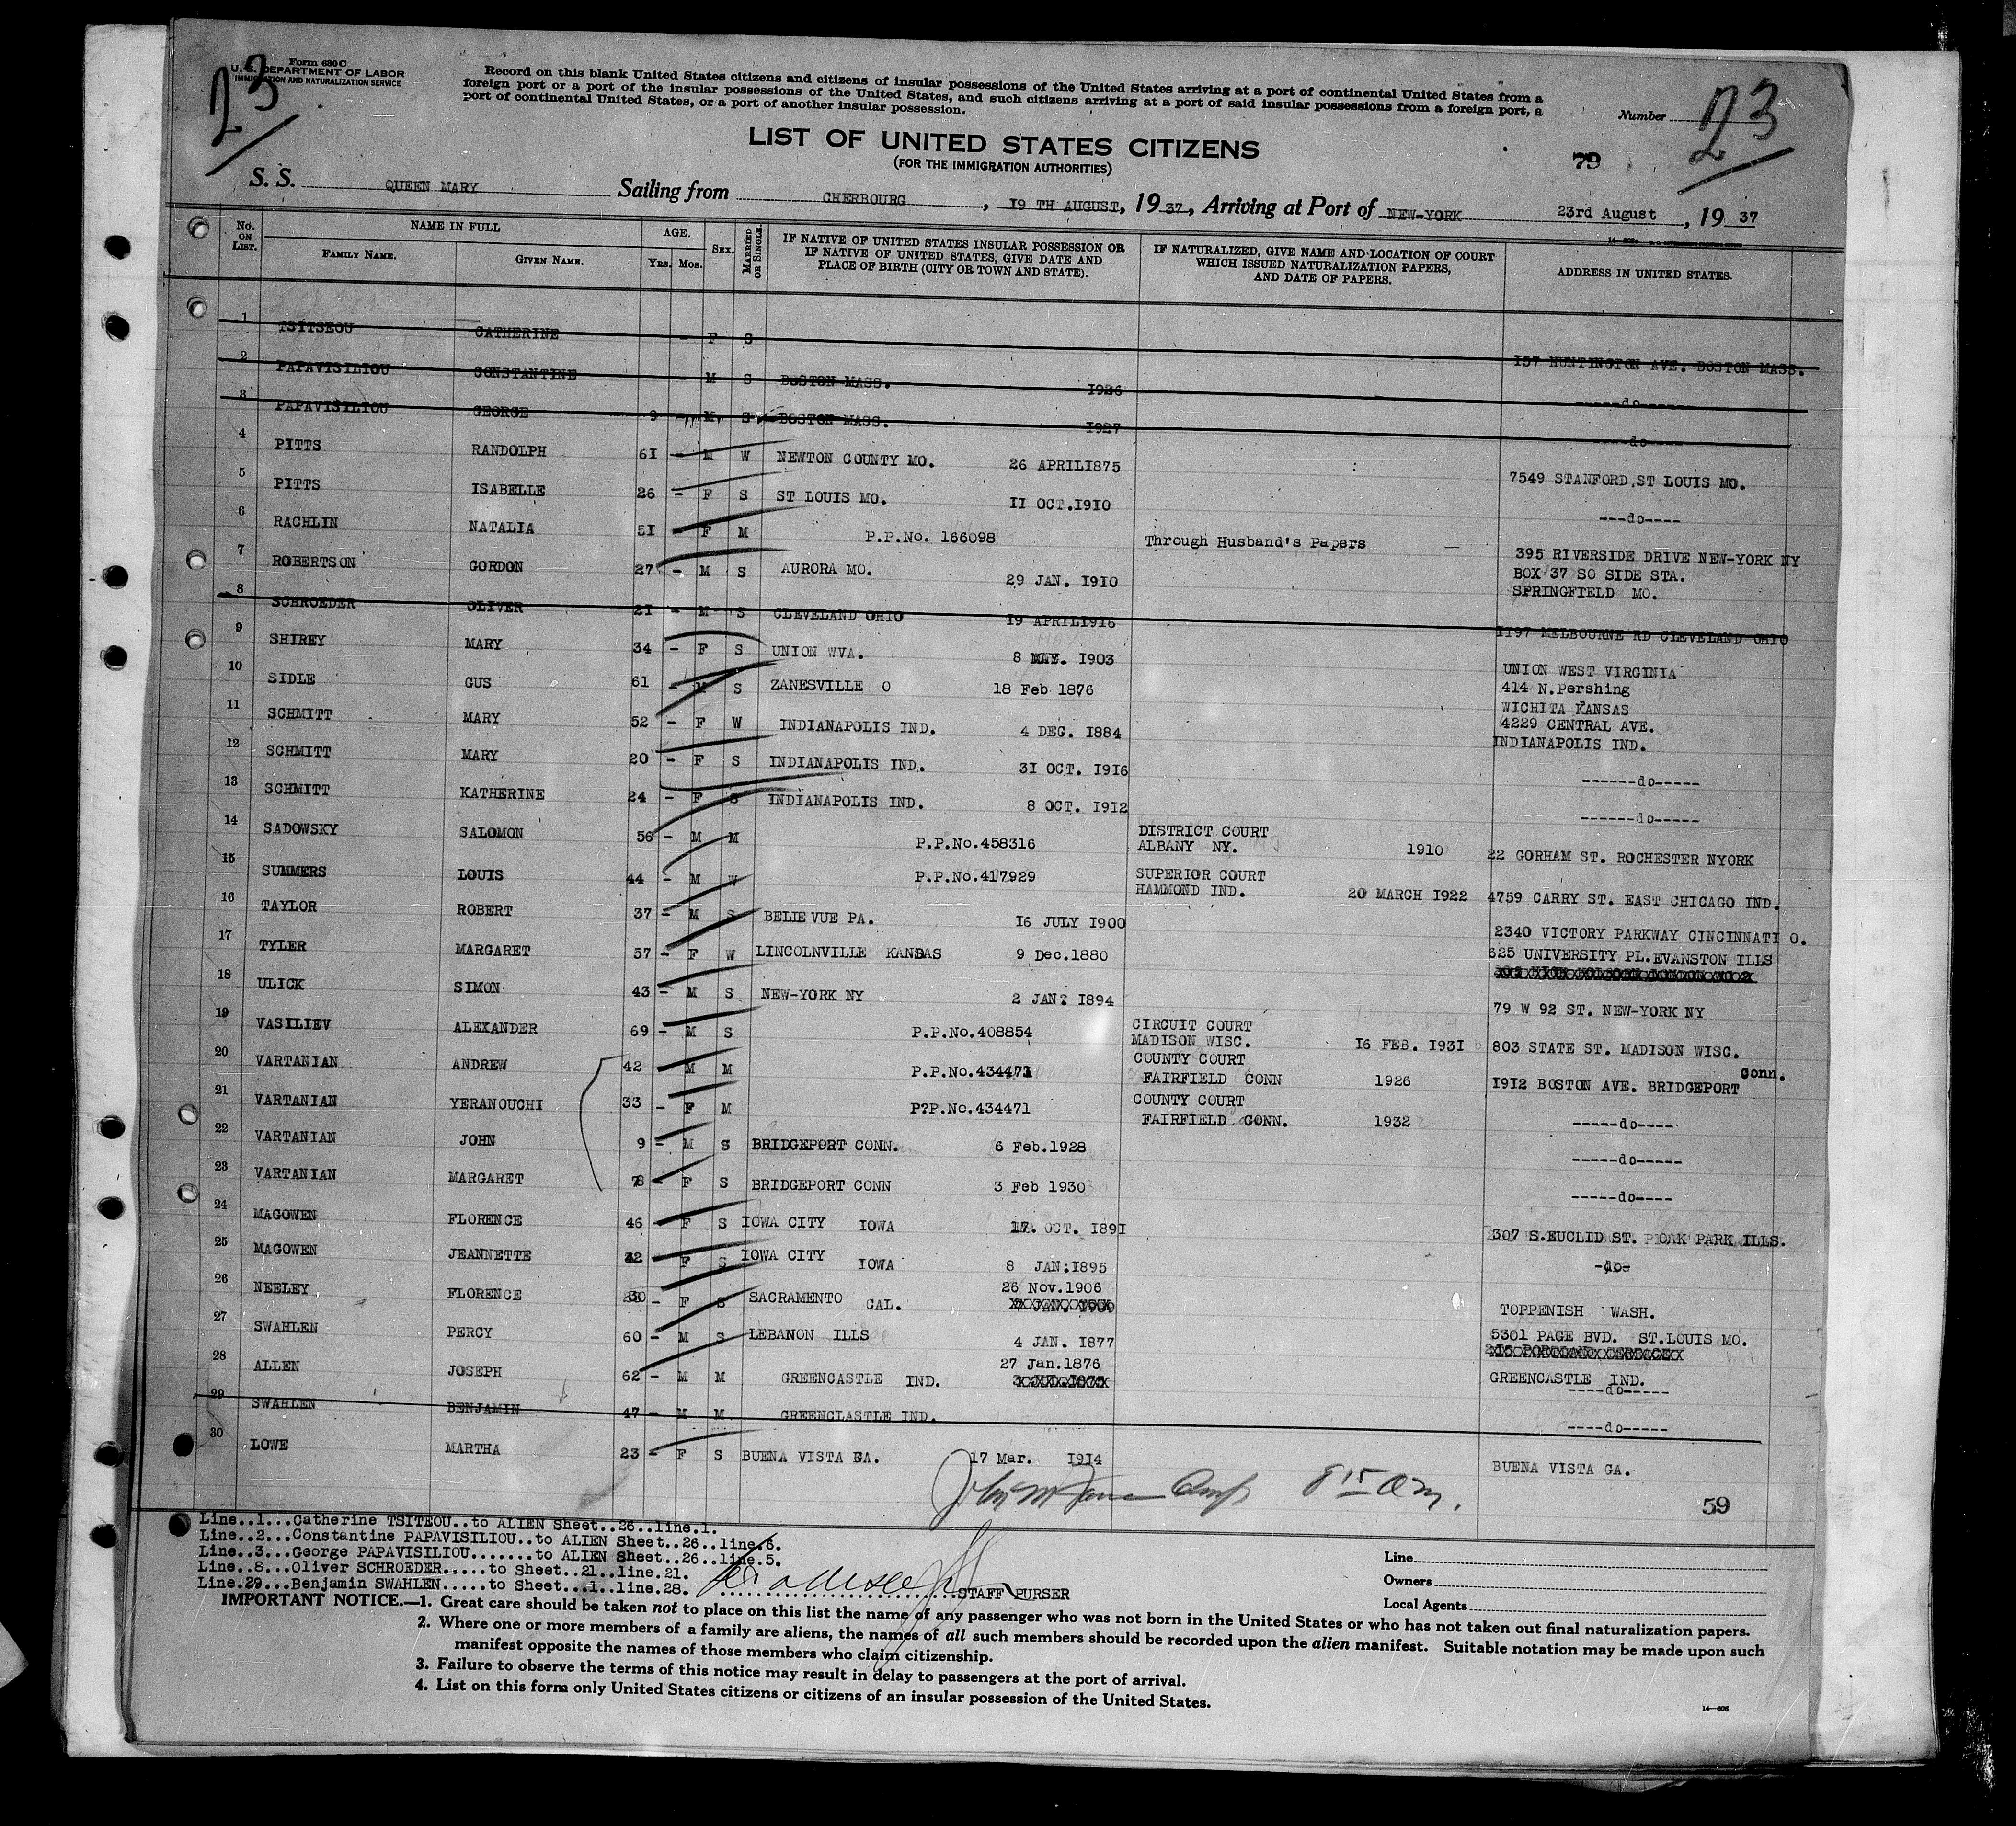 23
Form 630 C
U. S. DEPARTMENT OF LABOR
IMMIGRATION AND NATURALIZATION SERVICE
Record on this blank United States citizens and citizens of insular possessions of the United States arriving at a port of continental United States from a
foreign port or a port of the insular possessions of the United States, and such citizens arriving at a port of said insular possessions from a foreign port, a
port of continental United States, or a port of another insular possession.
Number 23
LIST OF UNITED STATES CITIZENS
(FOR THE IMMIGRATION AUTHORITIES)
79
S. S. QUEEN MARY Sailing from CHERBOURG, 19 TH AUGUST, 1937, Arriving at Port of NEW-YORK 23rd August, 1937
No. ON LIST. NAME IN FULL FAMILY NAME. GIVEN NAME. AGE. Yrs. Mos. SEX. MARRIED OR SINGLE. IF NATIVE OF UNITED STATES INSULAR POSSESSION OR IF NATIVE OF UNITED STATES, GIVE DATE AND PLACE OF BIRTH (CITY OR TOWN AND STATE). IF NATURALIZED, GIVE NAME AND LOCATION OF COURT WHICH ISSUED NATURALIZATION PAPERS, AND DATE OF PAPERS. ADDRESS IN UNITED STATES.
1 TSITSEOU CATHERINE - F S 157 HUNTINGTON AVE. BOSTON MASS.
2 PAPAVISILIOU CONSTANTINE - M S BOSTON MASS. 1926 -----do------
3 PAPAVISILIOU GEORGE 9 - M S BOSTON MASS. 1927 ----do----
4 PITTS RANDOLPH 61 - M W NEWTON COUNTY MO. 26 APRIL1875 7549 STANFORD,ST LOUIS MO.
5 PITTS ISABELLE 26 - F S ST LOUIS MO. 11 OCT.1910 ---do----
6 RACHLIN NATALIA 51 - F M P.P.No. 166098 Through Husband's Papers — 395 RIVERSIDE DRIVE NEW-YORK NY
7 ROBERTSON GORDON 27 - M S AURORA MO. 29 JAN. 1910 BOX 37 SO SIDE STA.
SPRINGFIELD MO.
8 SCHROEDER OLIVER 21 - M S CLEVELAND OHIO 19 APRIL1916 1197 MELBOURNE RD CLEVELAND OHIO
9 SHIREY MARY 34 - F S UNION WVA. 8 MAY. 1903 UNION WEST VIRGINIA
10 SIDLE GUS 61 - M S ZANESVILLE O 18 Feb 1876 414 N.Pershing
WICHITA KANSAS
11 SCHMITT MARY 52 - F W INDIANAPOLIS IND. 4 DEC. 1884 4229 CENTRAL AVE.
INDIANAPOLIS IND.
12 SCHMITT MARY 20 - F S INDIANAPOLIS IND. 31 OCT. 1916 ------do-----
13 SCHMITT KATHERINE 24 - F S INDIANAPOLIS IND. 8 OCT. 1912 ------do-----
14 SADOWSKY SALOMON 56 - M M P.P.No.458316 DISTRICT COURT
ALBANY NY. 1910 22 GORHAM ST. ROCHESTER NYORK
15 SUMMERS LOUIS 44 - M W P.P.No.417929 SUPERIOR COURT
HAMMOND IND. 20 MARCH 1922 4759 CARRY ST. EAST CHICAGO IND.
16 TAYLOR ROBERT 37 - M S BELIEVUE PA. 16 JULY 1900 2340 VICTORY PARKWAY CINCINNATI O.
17 TYLER MARGARET 57 - F W LINCOLNVILLE KANSAS 9 Dec.1880 625 UNIVERSITY PL.EVANSTON ILLS
18 ULICK SIMON 43 - M S NEW-YORK NY 2 JAN? 1894 79 W 92 ST. NEW-YORK NY
19 VASILIEV ALEXANDER 69 - M S P.P.No.408854 CIRCUIT COURT
MADISON WISC. 16 FEB. 1931 803 STATE ST. MADISON WISC.
20 VARTANIAN ANDREW 42 - M M P.P.No.434471 COUNTY COURT
FAIRFIELD CONN 1926 1912 BOSTON AVE. BRIDGEPORT Conn.
21 VARTANIAN YERANOUCHI 33 - F M P?P.No.434471 COUNTY COURT
FAIRFIELD CONN. 1932 -----do----
22 VARTANIAN JOHN 9 - M S BRIDGEPORT CONN. 6 Feb.1928 -----do-----
23 VARTANIAN MARGARET 7 - F S BRIDGEPORT CONN 3 Feb 1930 -----do----
24 MAGOWEN FLORENCE 46 - F S IOWA CITY IOWA 17. OCT. 1891 307 S.EUCLID ST. OAK PARK ILLS.
25 MAGOWEN JEANNETTE 42 - F S IOWA CITY IOWA 8 JAN:1895 -do-
26 NEELEY FLORENCE 30 - F S SACRAMENTO CAL. 26 Nov.1906 TOPPENISH WASH.
27 SWAHLEN PERCY 60 - M S LEBANON ILLS 4 JAN. 1877 5301 PAGE BVD. ST.LOUIS MO.
28 ALLEN JOSEPH 62 - M M GREENCASTLE IND. 27 Jan.1876 GREENCASTLE IND.
----do-----
29 SWAHLEN BENJAMIN 47 - M M GREENCLASTLE IND. ----do-----
30 LOWE MARTHA 23 - F S BUENA VISTA GA. 17 Mar. 1914 BUENA VISTA GA.
8 15 am.
59
Line..1...Catherine TSITEOU..to ALIEN Sheet..26..line.1.
Line..2...Constantine PAPAVISILIOU..to ALIEN Sheet..26..line.6.
Line..3...George PAPAVISILIOU.......to ALIEN Sheet..26..line.5.
Line..8...Oliver SCHROEDER.....to Sheet..21..line.21.
Line.29...Benjamin SWAHLEN.....to Sheet...1..line.28.
STAFF PURSER
Line
Owners
Local Agents
IMPORTANT NOTICE.—1. Great care should be taken not to place on this list the name of any passenger who was not born in the United States or who has not taken out final naturalization papers.
2. Where one or more members of a family are aliens, the names of all such members should be recorded upon the alien manifest. Suitable notation may be made upon such
manifest opposite the names of those members who claim citizenship.
3. Failure to observe the terms of this notice may result in delay to passengers at the port of arrival.
4. List on this form only United States citizens or citizens of an insular possession of the United States.
14—608